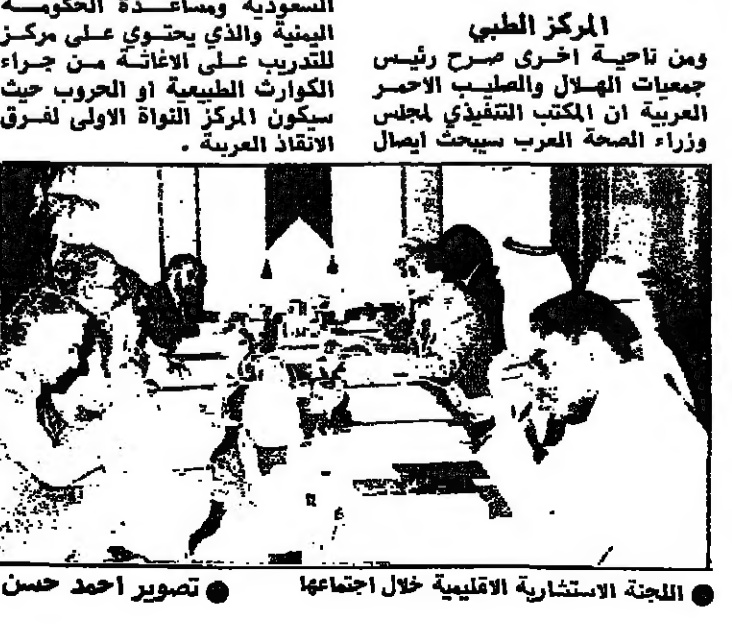 المركز الطبي
ومن ناحية اخرى صرح رئيس
جمعيات الهلال والصليب الاحمر
العربية ان المكتب التنفيذي لمجلس
وزراء الصحة العرب سيبحث ايصال
السعودية ومساعدة الحكومة
اليمنية والذي يحتوي على مركز
للتدريب على الاغاثة من جراء
الكوارث الطبيعية او الحروب حيث
سيكون المركز النواة الاولى لفرق
الانقاذ العربية .
● اللجنة الاستشارية الاقليمية خلال اجتماعها
● تصوير احمد حسن